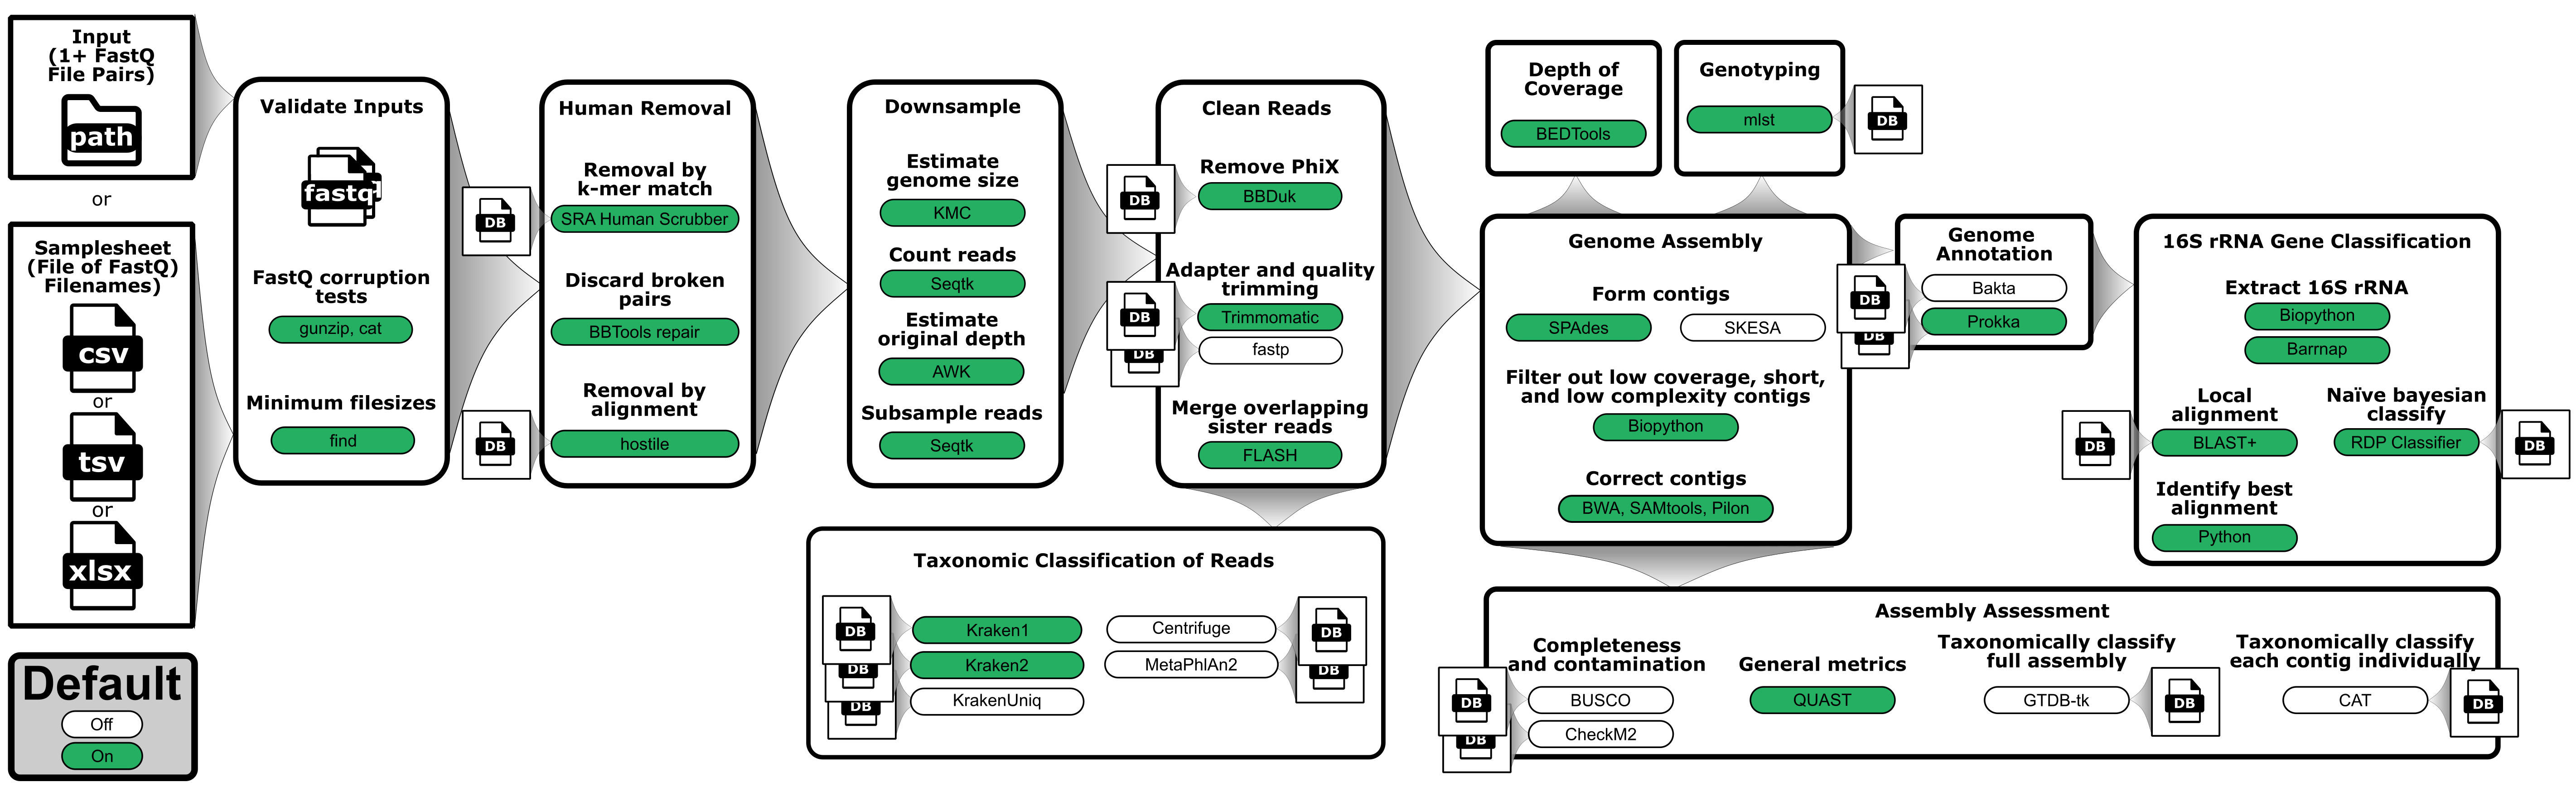 Input
(1+ FastQ
File Pairs)
path
or
Samplesheet
(File of FastQ)
Filenames)
csv
or
tsv
or
xlsx
Default
Off
On
Validate Inputs
fastq
FastQ corruption
tests
gunzip, cat
Minimum filesizes
find
Human Removal
Removal by
k-mer match
DB
SRA Human Scrubber
Discard broken
pairs
BBTools repair
Removal by
alignment
DB
hostile
Downsample
Estimate
genome size
KMC
Count reads
Seqtk
Estimate
original depth
AWK
Subsample reads
Seqtk
Clean Reads
Remove PhiX
DB
BBDuk
Adapter and quality
trimming
DB
Trimmomatic
DB
fastp
Merge overlapping
sister reads
FLASH
Taxonomic Classification of Reads
DB
Kraken1
DB
Kraken2
DB
KrakenUniq
Centrifuge
DB
MetaPhlAn2
DB
Depth of
Coverage
BEDTools
Genotyping
mlst
DB
Genome Assembly
Form contigs
SPAdes
SKESA
Filter out low coverage, short,
and low complexity contigs
Biopython
Correct contigs
BWA, SAMtools, Pilon
Genome
Annotation
DB
Bakta
DB
Prokka
16S rRNA Gene Classification
Extract 16S rRNA
Biopython
Barrnap
Local
alignment
DB
BLAST+
Naïve bayesian
classify
RDP Classifier
DB
Identify best
alignment
Python
Assembly Assessment
Completeness
and contamination
DB
BUSCO
DB
CheckM2
General metrics
QUAST
Taxonomically classify
full assembly
GTDB-tk
DB
Taxonomically classify
each contig individually
CAT
DB